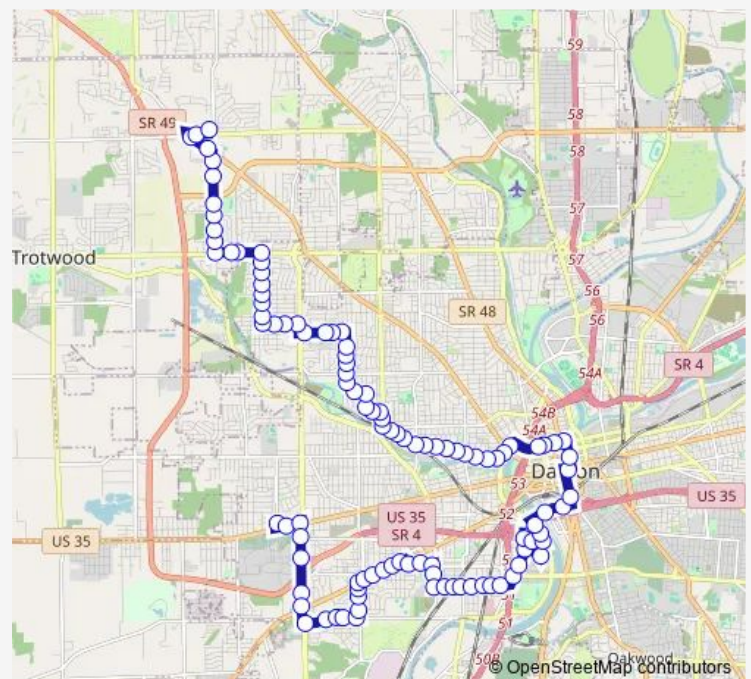 59
SR 49
58
58
57
Trotwood
57
56
56
SR 48
SR 4
54A
54B
54A
Dayton
53
US 35
52
US 35
SR 4
US 35
51
Oakwood
50B
© OpenStreetMap contributors